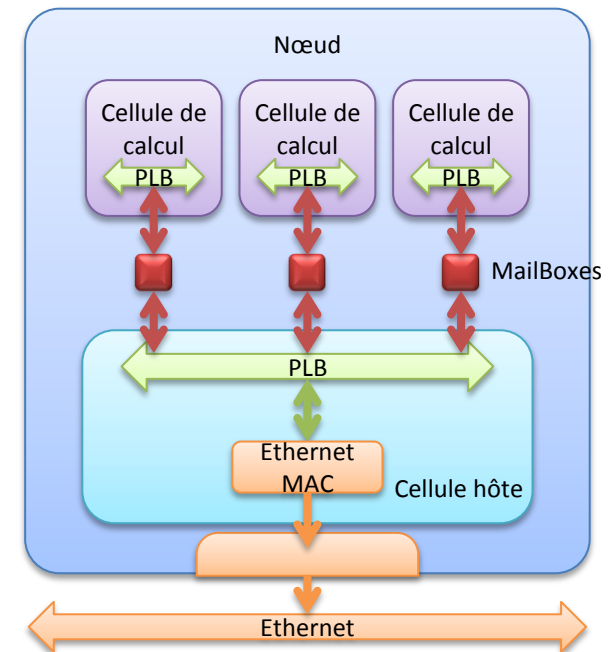 Nœud
Cellule de
calcul
PLB
Cellule de
calcul
PLB
Cellule de
calcul
PLB
MailBoxes
PLB
Ethernet
MAC
Cellule hôte
Ethernet